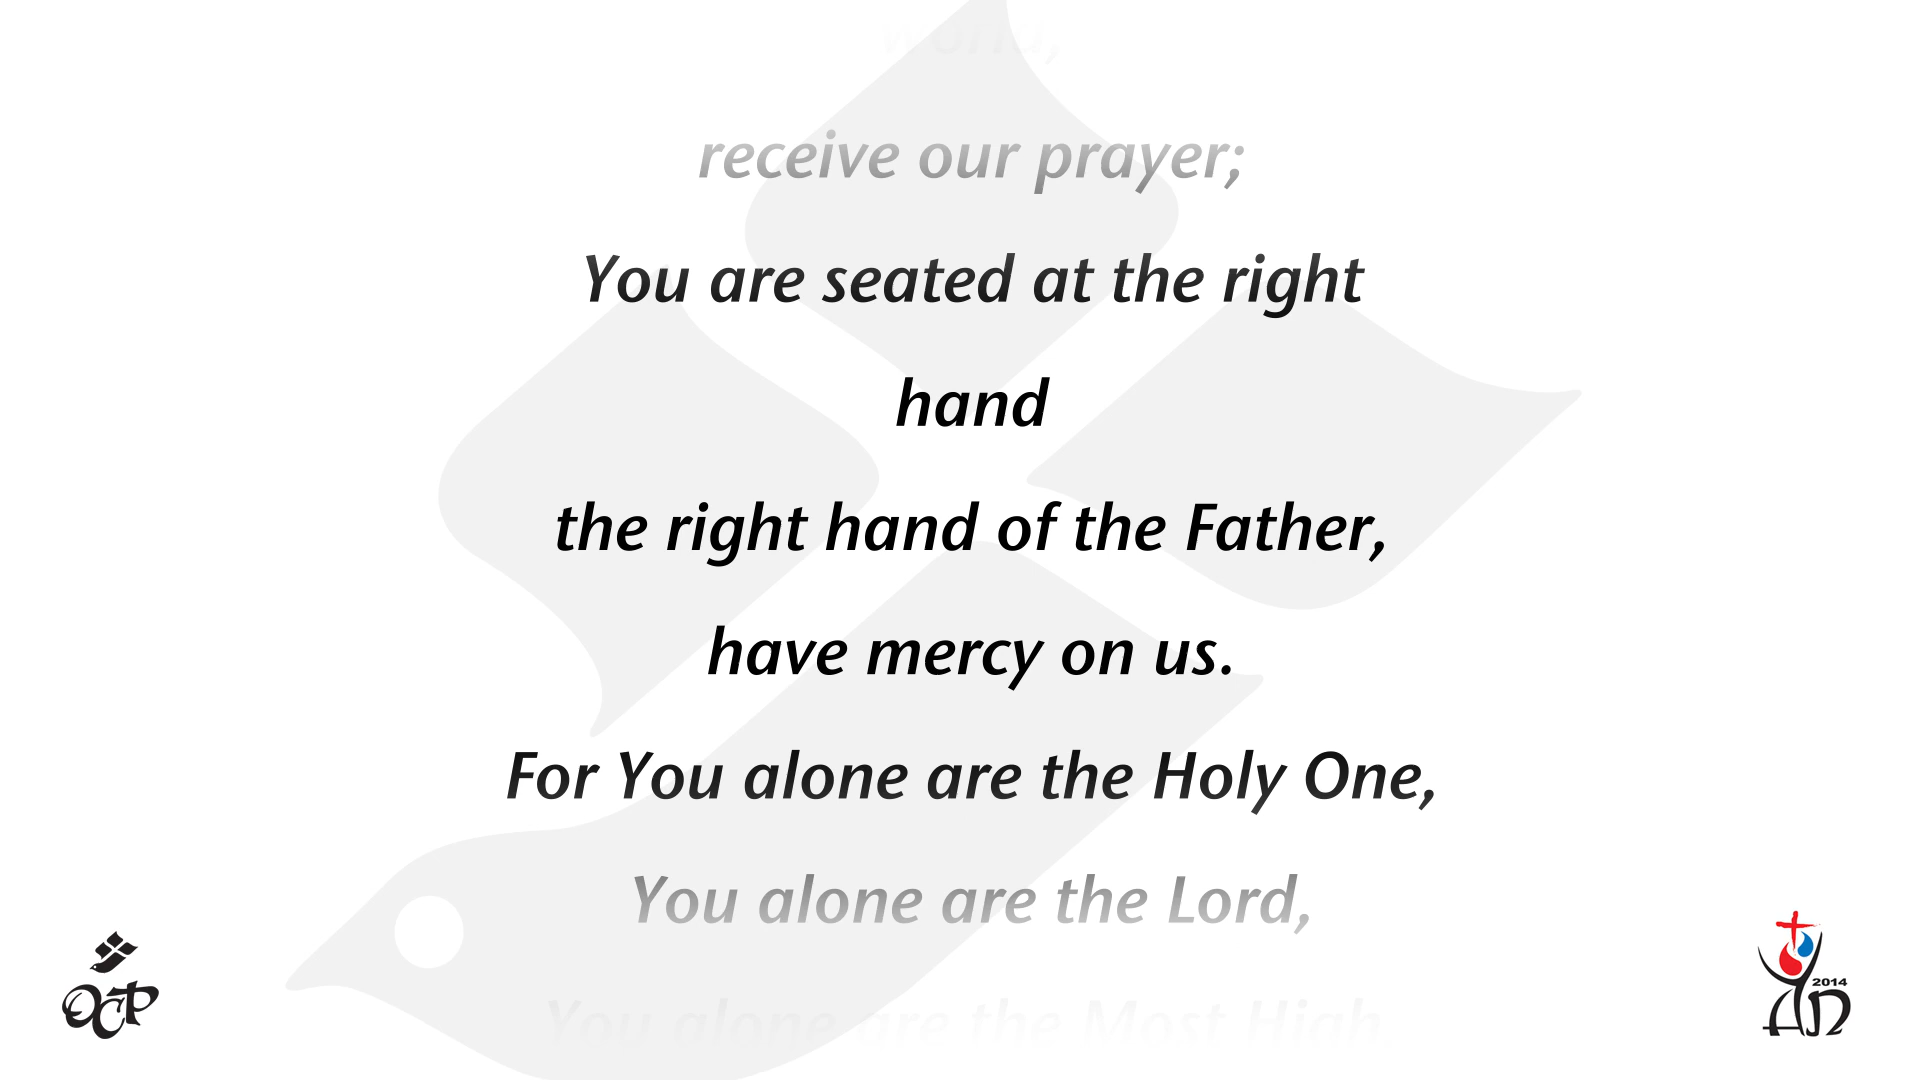 world,
receive our prayer;
You are seated at the right
hand
the right hand of the Father,
have mercy on us.
For You alone are the Holy One,
You alone are the Lord,
You alone are the Most High,
OCP
2014